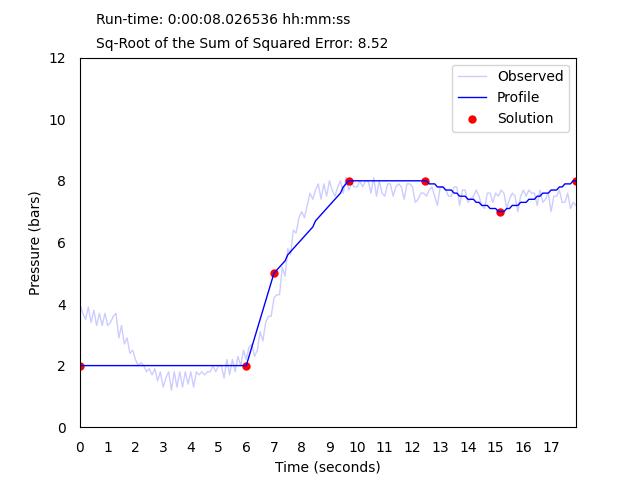 Run-time: 0:00:08.026536 hh:mm:ss
Sq-Root of the Sum of Squared Error: 8.52
12
10
8
6
4
2
0
Pressure (bars)
Observed
Profile
Solution
0 1 2 3 4 5 6 7 8 9 10 11 12 13 14 15 16 17
Time (seconds)